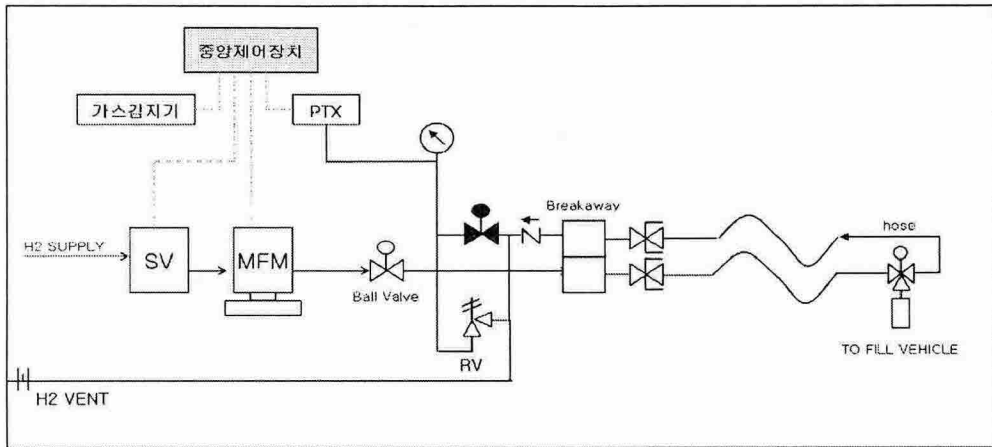 중앙제어장치
가스감지기
PTX
Breakaway
hose
H2 SUPPLY
SV
MFM
Ball Valve
RV
TO FILL VEHICLE
H2 VENT